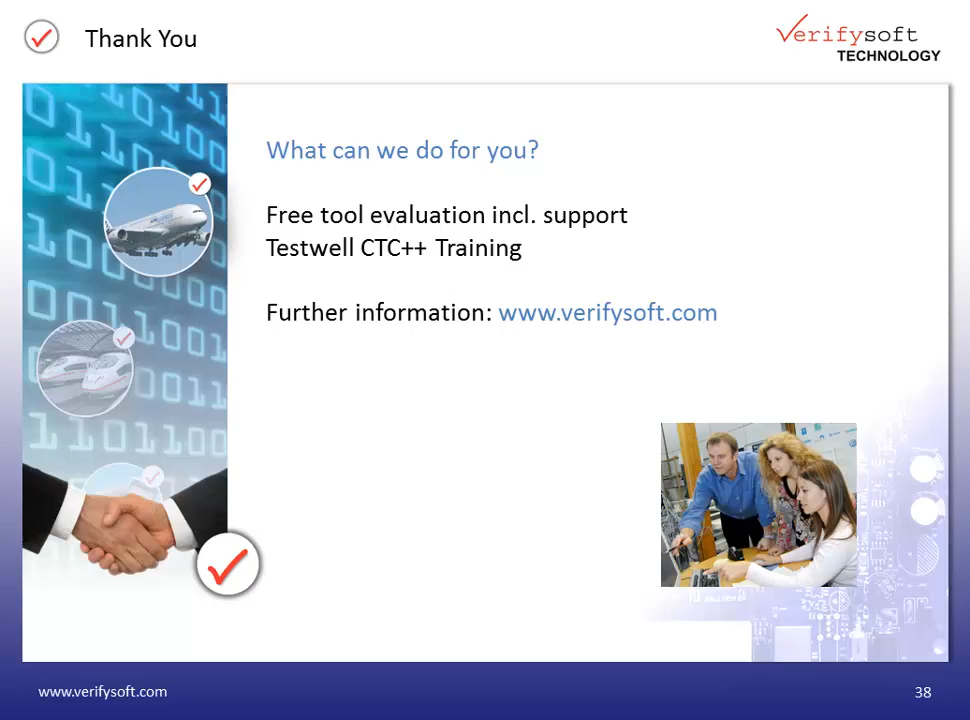 Thank You
Verifysoft
TECHNOLOGY
What can we do for you?
Free tool evaluation incl. support
Testwell CTC++ Training
Further information: www.verifysoft.com
www.verifysoft.com
38